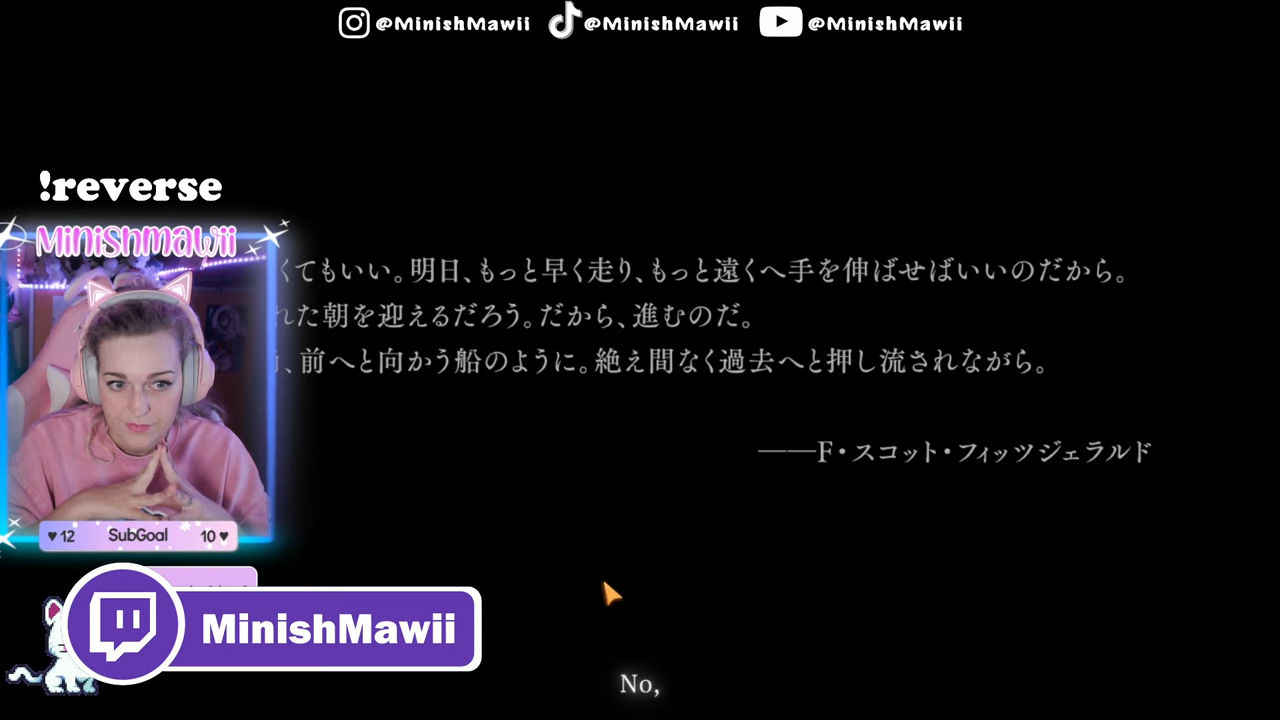 @MinishMawii @MinishMawii @MinishMawii
!reverse
MinishMawii
くてもいい。明日、もっと早く走り、もっと遠くへ手を伸ばせばいいのだから。
れた朝を迎えるだろう。だから、進むのだ。
、前へと向かう船のように。絶え間なく過去へと押し流されながら。
――F・スコット・フィッツジェラルド
♥12 SubGoal 10♥
MinishMawii
No,